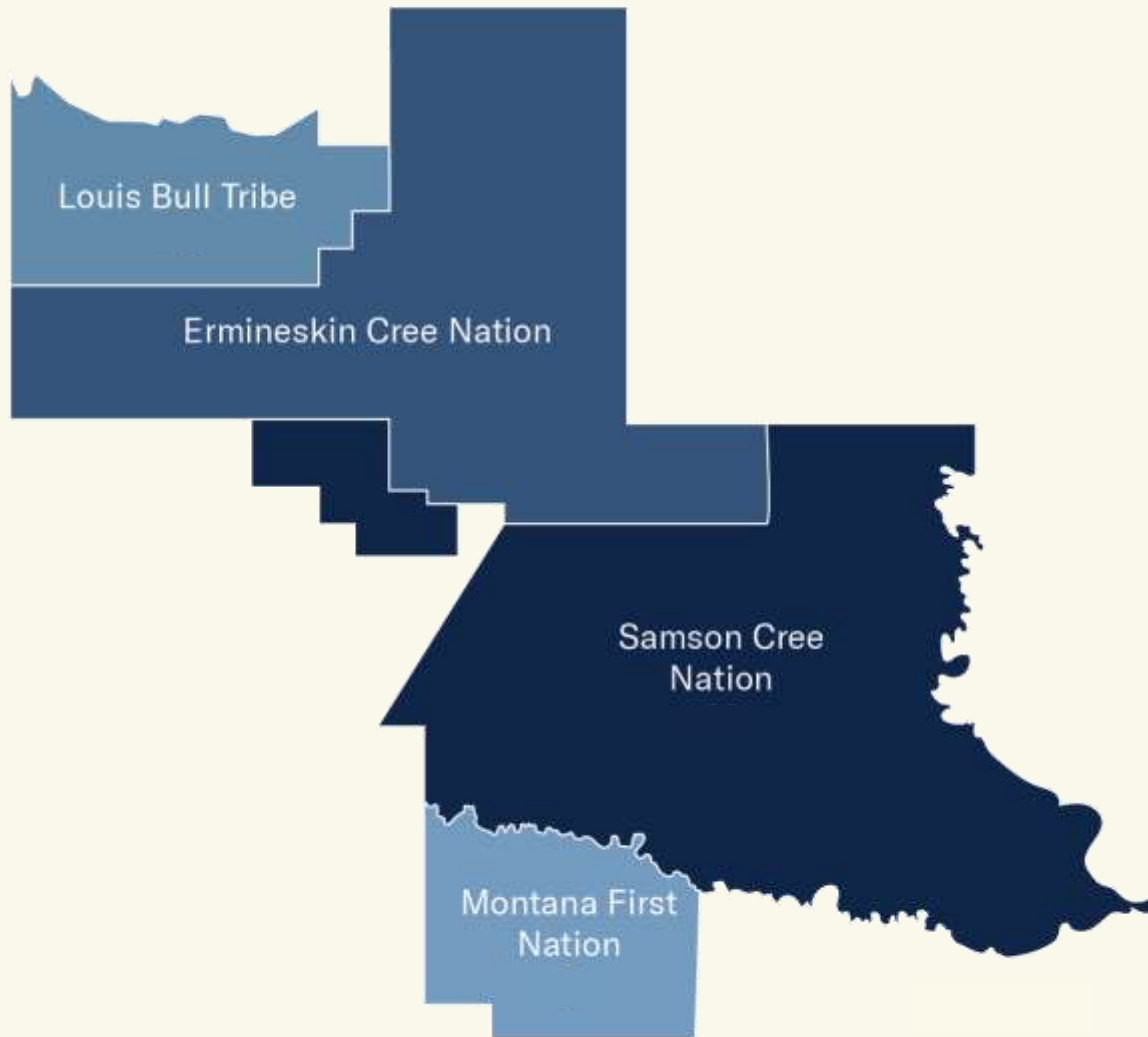 Louis Bull Tribe
Ermineskin Cree Nation
Samson Cree
Nation
Montana First
Nation